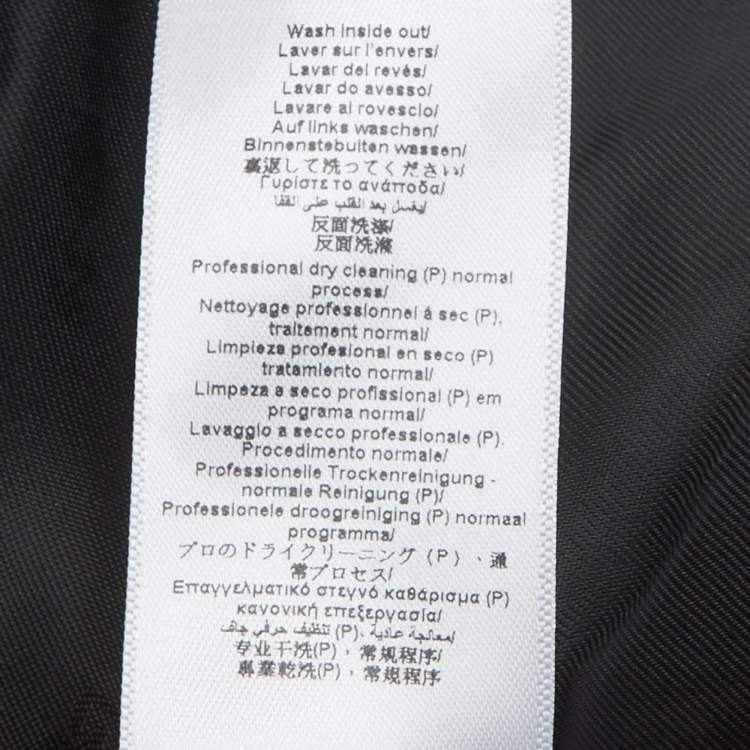 Wash inside out/
Laver sur l'envers/
Lavar del revés/
Lavar do avesso/
Lavare al rovescio/
Auf links waschen/
Binnenstebuiten wassen/
裏返して洗ってください/
Γυρίστε το ανάποδα/
يغسل بعد القلب على القفا/
反面洗滌/
反面洗滌
Professional dry cleaning (P) normal
process/
Nettoyage professionnel à sec (P),
traitement normal/
Limpieza profesional en seco (P)
tratamiento normal/
Limpeza a seco profissional (P) em
programa normal/
Lavaggio a secco professionale (P).
Procedimento normale/
Professionelle Trockenreinigung -
normale Reinigung (P)/
Professionele droogreiniging (P) normaal
programma/
プロのドライクリーニング (P) 、通
常プロセス/
Επαγγελματικό στεγνό καθάρισμα (P)
κανονική επεξεργασία/
تنظيف حرفي جاف (P)، معالجة عادية/
专业干洗(P)，常规程序/
專業乾洗(P)，常規程序